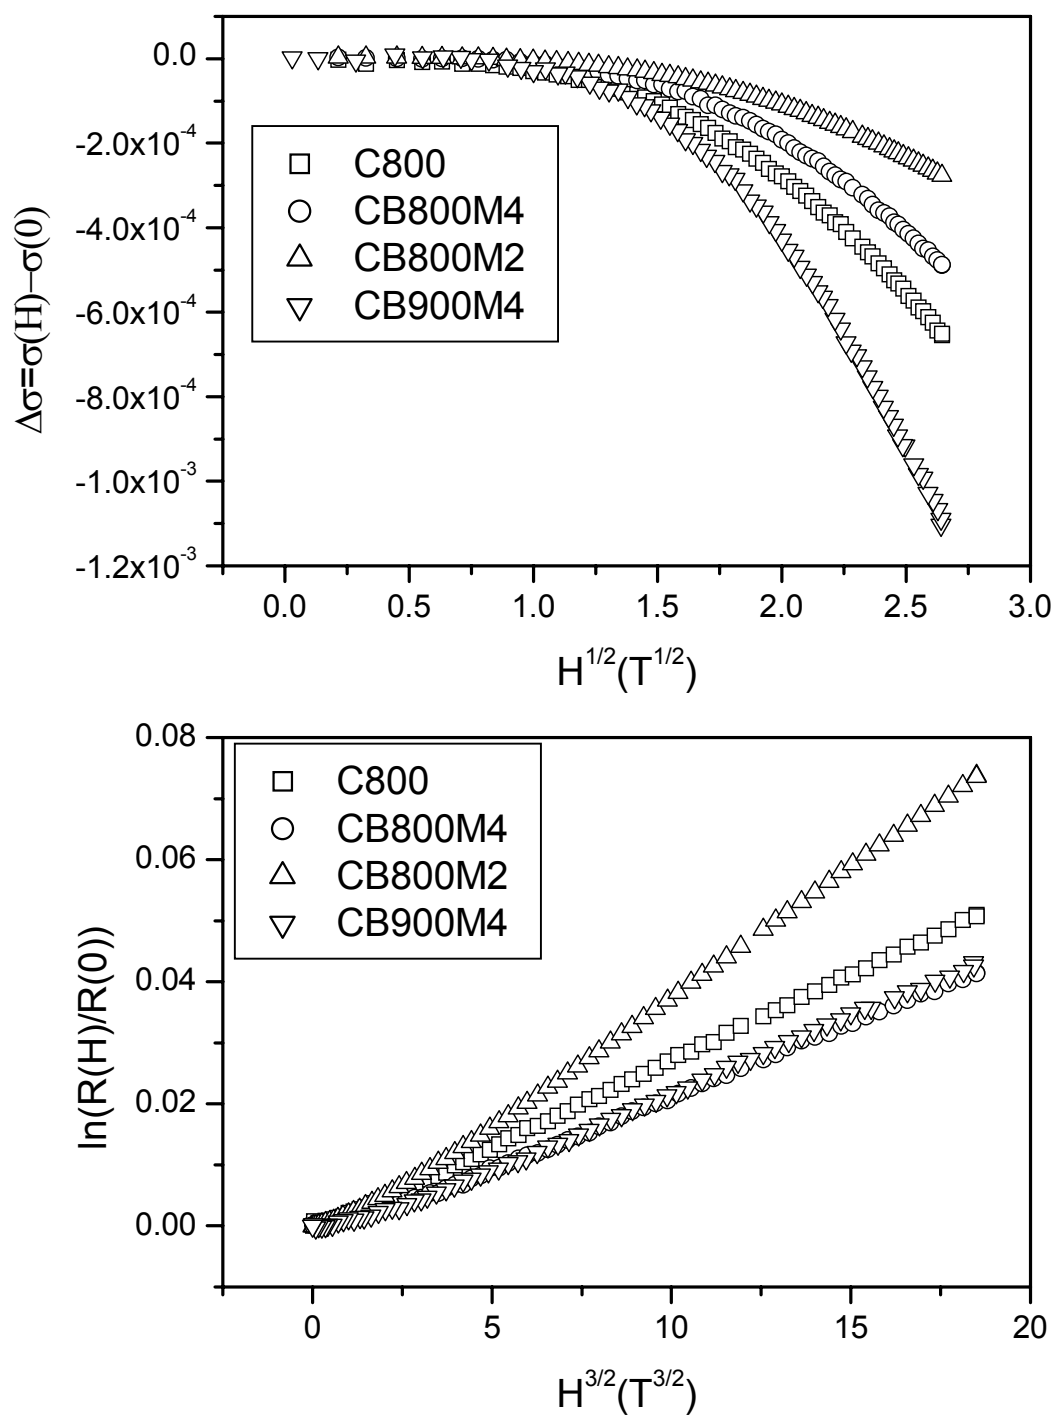 0.0
-2.0x10^-4
-4.0x10^-4
-6.0x10^-4
-8.0x10^-4
-1.0x10^-3
-1.2x10^-3
Δσ=σ(H)−σ(0)
C800
CB800M4
CB800M2
CB900M4
0.0 0.5 1.0 1.5 2.0 2.5 3.0
H^1/2(T^1/2)
0.08
0.06
0.04
0.02
0.00
ln(R(H)/R(0))
C800
CB800M4
CB800M2
CB900M4
0 5 10 15 20
H^3/2(T^3/2)